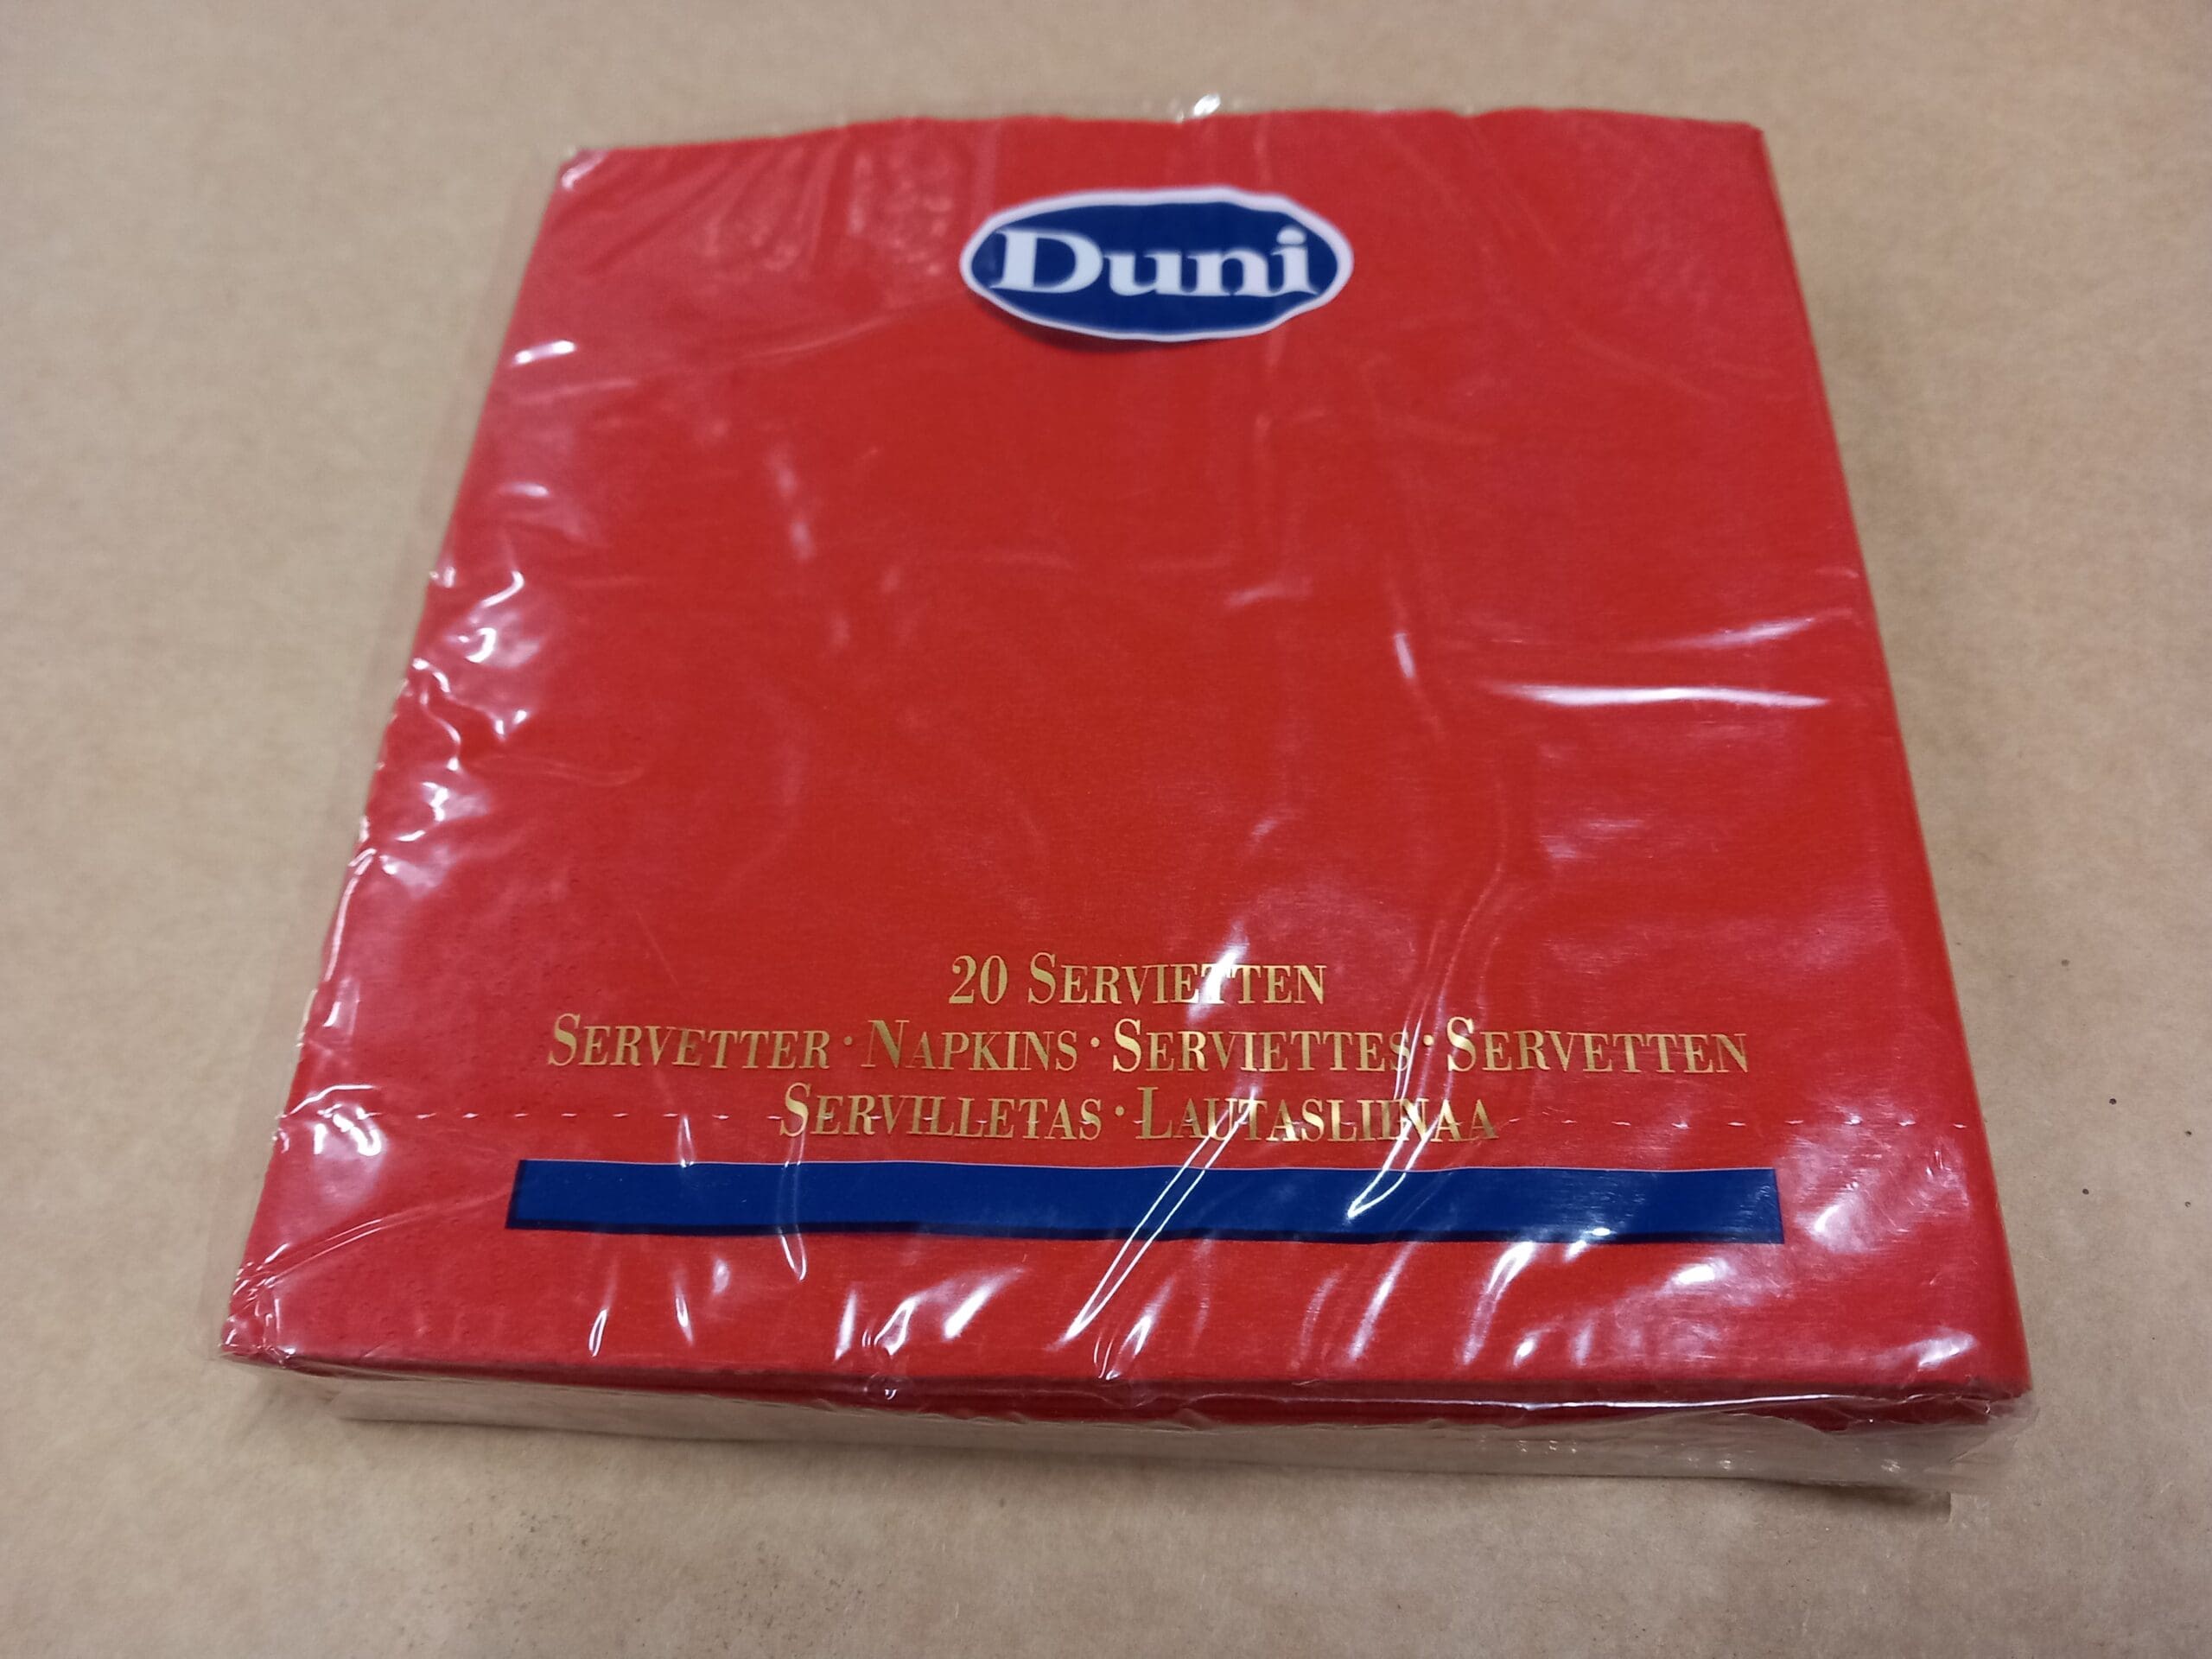 Duni
20 SERVIETTEN
SERVETTER · NAPKINS · SERVIETTES · SERVETTEN
SERVILLETAS · LAUTASLIINAA